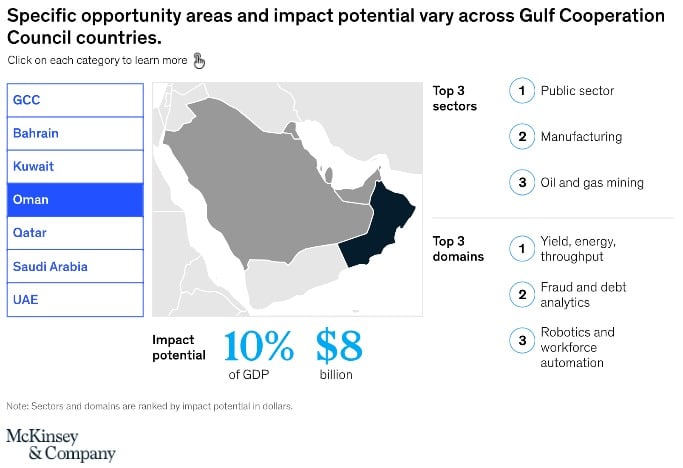 Specific opportunity areas and impact potential vary across Gulf Cooperation
Council countries.
Click on each category to learn more
GCC
Bahrain
Kuwait
Oman
Qatar
Saudi Arabia
UAE
Top 3
sectors
1 Public sector
2 Manufacturing
3 Oil and gas mining
Top 3
domains
1 Yield, energy,
throughput
2 Fraud and debt
analytics
3 Robotics and
workforce
automation
Impact
potential
10%
of GDP
$8
billion
Note: Sectors and domains are ranked by impact potential in dollars.
McKinsey
& Company